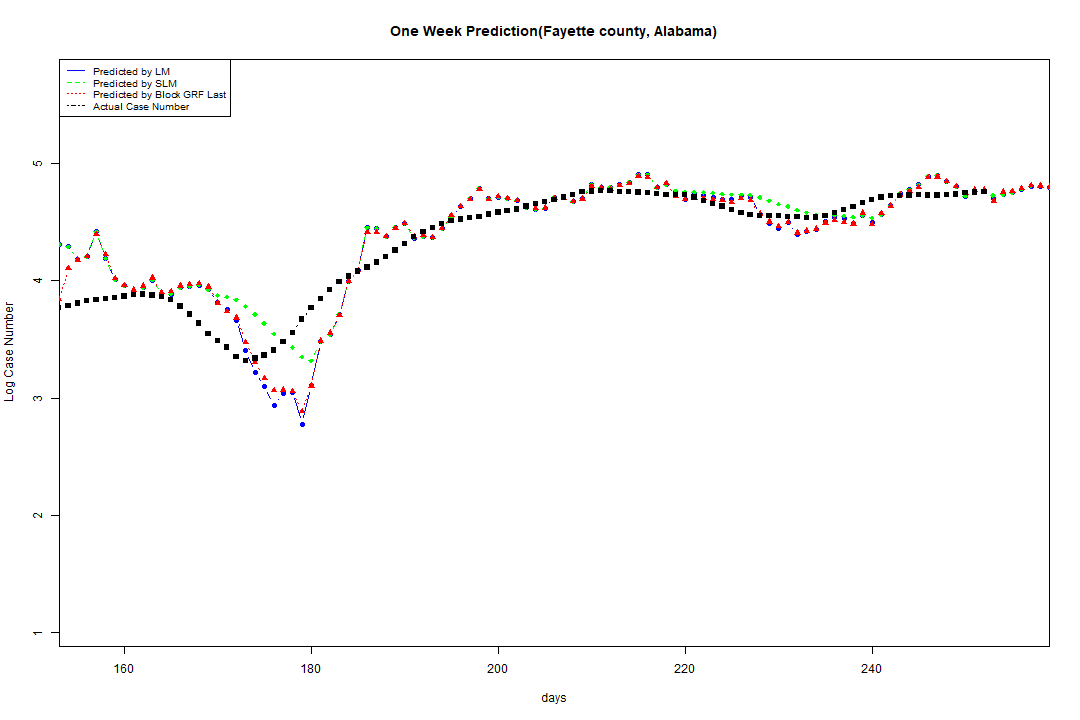 One Week Prediction(Fayette county, Alabama)
Predicted by LM
Predicted by SLM
Predicted by Block GRF Last
Actual Case Number
5
4
3
2
1
Log Case Number
160 180 200 220 240
days